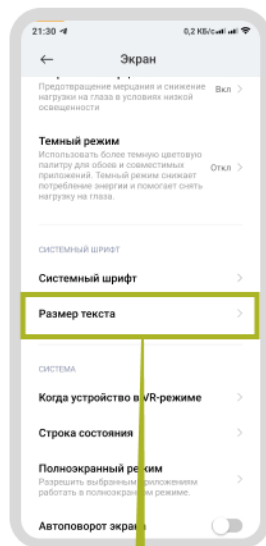 21:30
0,2 КБ/с
Экран
Предотвращение мерцания и снижение
нагрузки на глаза в условиях низкой
освещенности
Вкл
Темный режим
Использовать более темную цветовую
палитру для обоев и совместимых
приложений. Темный режим снижает
потребление энергии и помогает снять
нагрузку на глаза.
Откл
СИСТЕМНЫЙ ШРИФТ
Системный шрифт
Размер текста
СИСТЕМА
Когда устройство в VR-режиме
Строка состояния
Полноэкранный режим
Разрешить выбранным приложениям
работать в полноэкранном режиме.
Автоповорот экрана